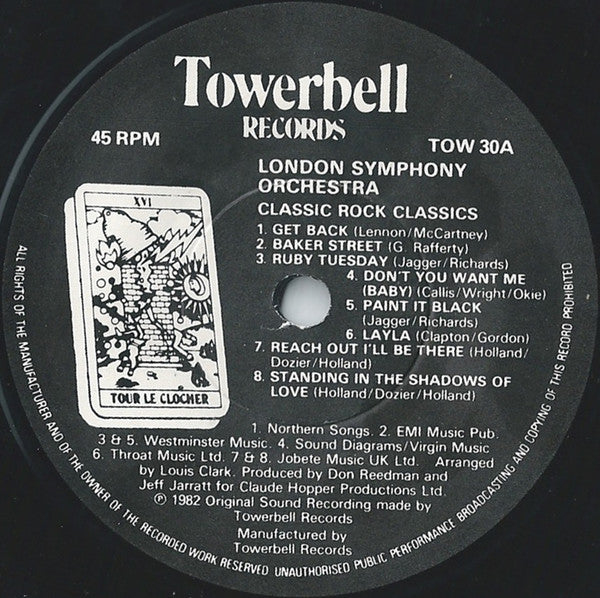 Towerbell
RECORDS
45 RPM
TOW 30A
LONDON SYMPHONY
ORCHESTRA
CLASSIC ROCK CLASSICS
1. GET BACK (Lennon/McCartney)
2. BAKER STREET (G. Rafferty)
3. RUBY TUESDAY (Jagger/Richards)
4. DON'T YOU WANT ME
(BABY) (Callis/Wright/Okie)
5. PAINT IT BLACK
(Jagger/Richards)
6. LAYLA (Clapton/Gordon)
7. REACH OUT I'LL BE THERE (Holland/
Dozier/Holland)
8. STANDING IN THE SHADOWS OF
LOVE (Holland/Dozier/Holland)
XVI
TOUR LE CLOCHER
1. Northern Songs. 2. EMI Music Pub.
3 & 5. Westminster Music. 4. Sound Diagrams/Virgin Music
6. Throat Music Ltd. 7 & 8. Jobete Music UK Ltd. Arranged
by Louis Clark. Produced by Don Reedman and
Jeff Jarratt for Claude Hopper Productions Ltd.
℗ 1982 Original Sound Recording made by
Towerbell Records
Manufactured by
Towerbell Records
ALL RIGHTS OF THE MANUFACTURER AND OF THE OWNER OF THE RECORDED WORK RESERVED UNAUTHORISED PUBLIC PERFORMANCE BROADCASTING AND COPYING OF THIS RECORD PROHIBITED